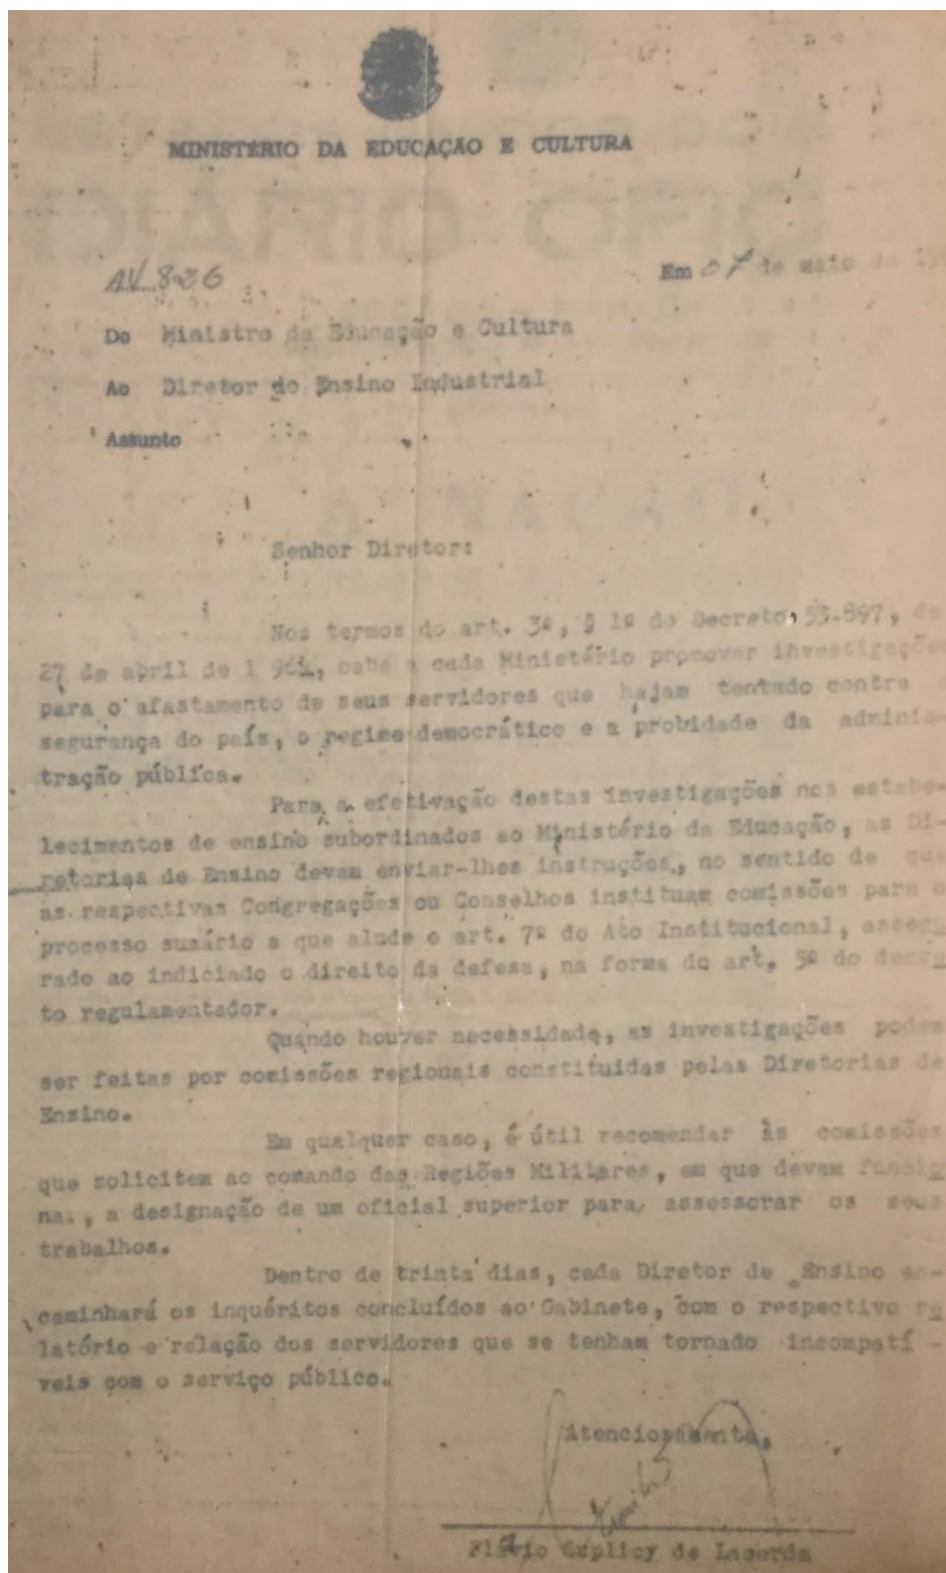 MINISTÉRIO DA EDUCAÇÃO E CULTURA
AV 826
Em 07 de maio de 19
De Ministro da Educação e Cultura
Ao Diretor do Ensino Industrial
Assunto
Senhor Diretor:
Nos termos do art. 3º, § 1º do Decreto, 53.897, de
27 de abril de 1 964, cabe a cada Ministério promover investigações
para o afastamento de seus servidores que hajam tentado contra a
segurança do país, o regime democrático e a probidade da adminis-
tração pública.
Para a efetivação destas investigações nos estabe-
lecimentos de ensino subordinados ao Ministério da Educação, as Di-
retorias de Ensino devem enviar-lhes instruções, no sentido de que
as respectivas Congregações ou Conselhos instituam comissões para o
processo sumário a que alude o art. 7º do Ato Institucional, assegu
rado ao indiciado o direito da defesa, na forma do art. 5º do decre
to regulamentador.
Quando houver necessidade, as investigações podem
ser feitas por comissões regionais constituidas pelas Diretorias de
Ensino.
Em qualquer caso, é útil recomendar às comissões
que solicitem ao comando das Regiões Militares, em que devam funcio
nar, a designação de um oficial superior para assessorar os seus
trabalhos.
Dentro de trinta dias, cada Diretor de Ensino en-
caminhará os inquéritos concluídos ao Gabinete, com o respectivo re
latório e relação dos servidores que se tenham tornado incompatí -
veis com o serviço público.
Atenciosamente,
Flávio Suplicy de Lacerda